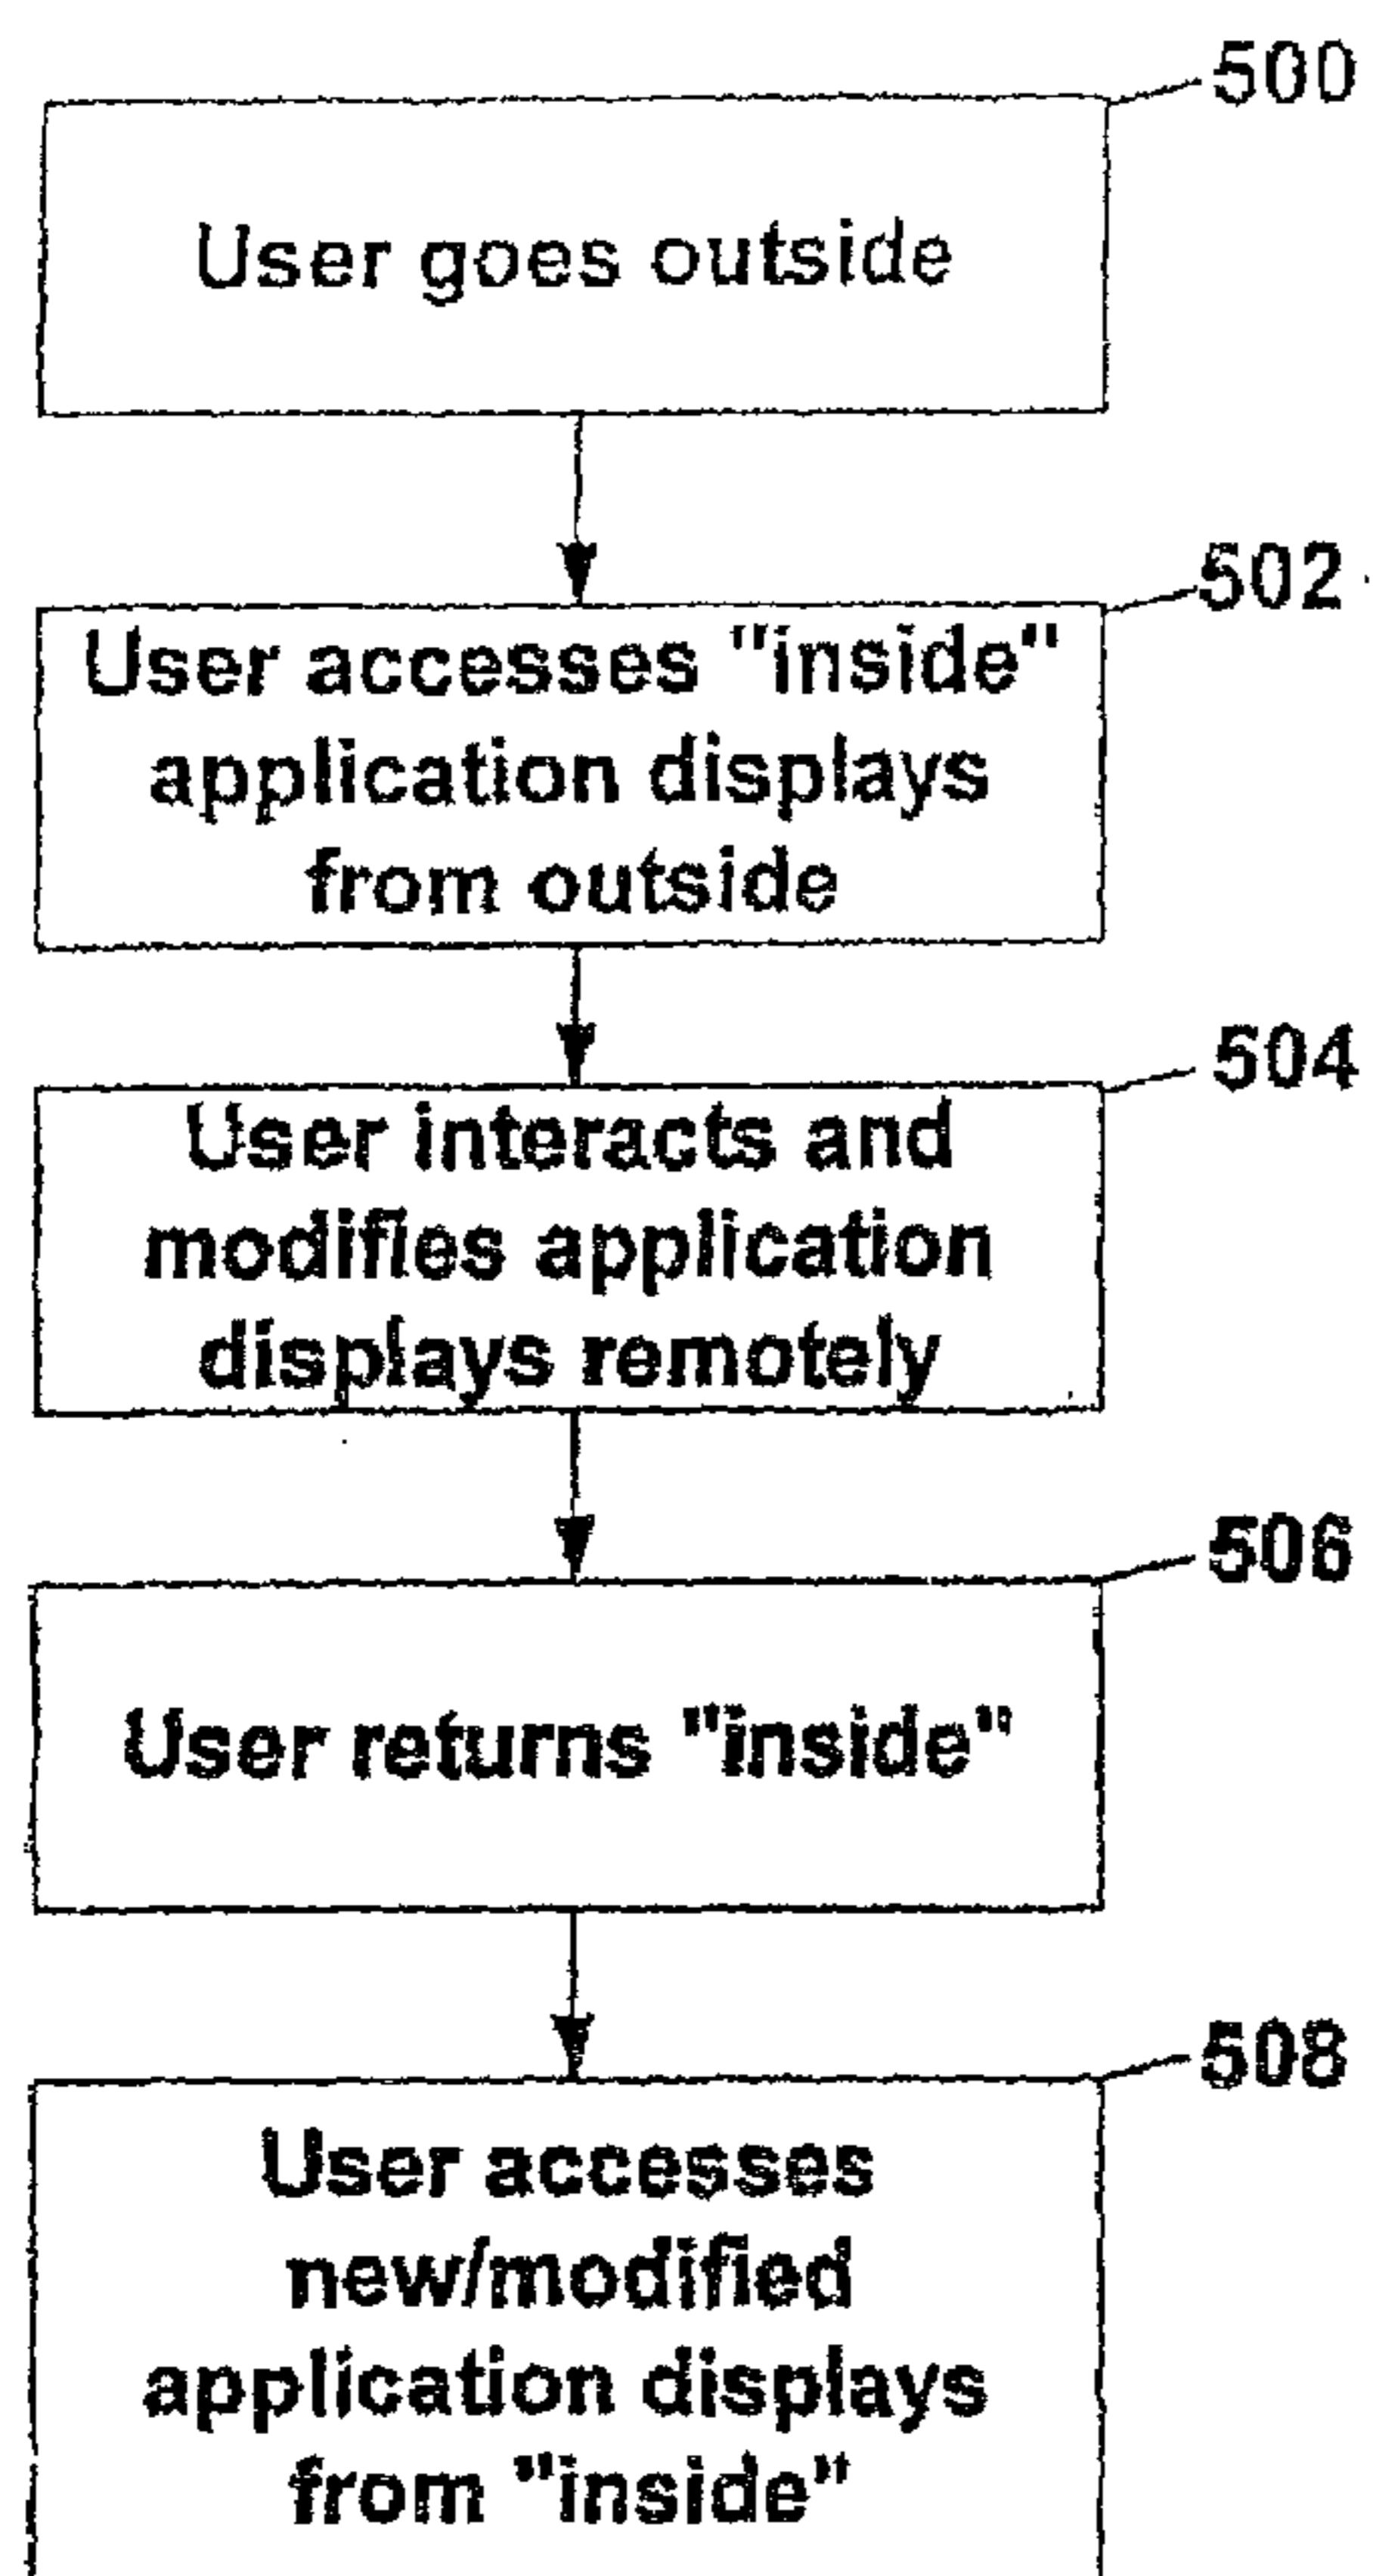 500
User goes outside
502
User accesses "inside"
application displays
from outside
504
User interacts and
modifies application
displays remotely
506
User returns "inside"
508
User accesses
new/modified
application displays
from "inside"